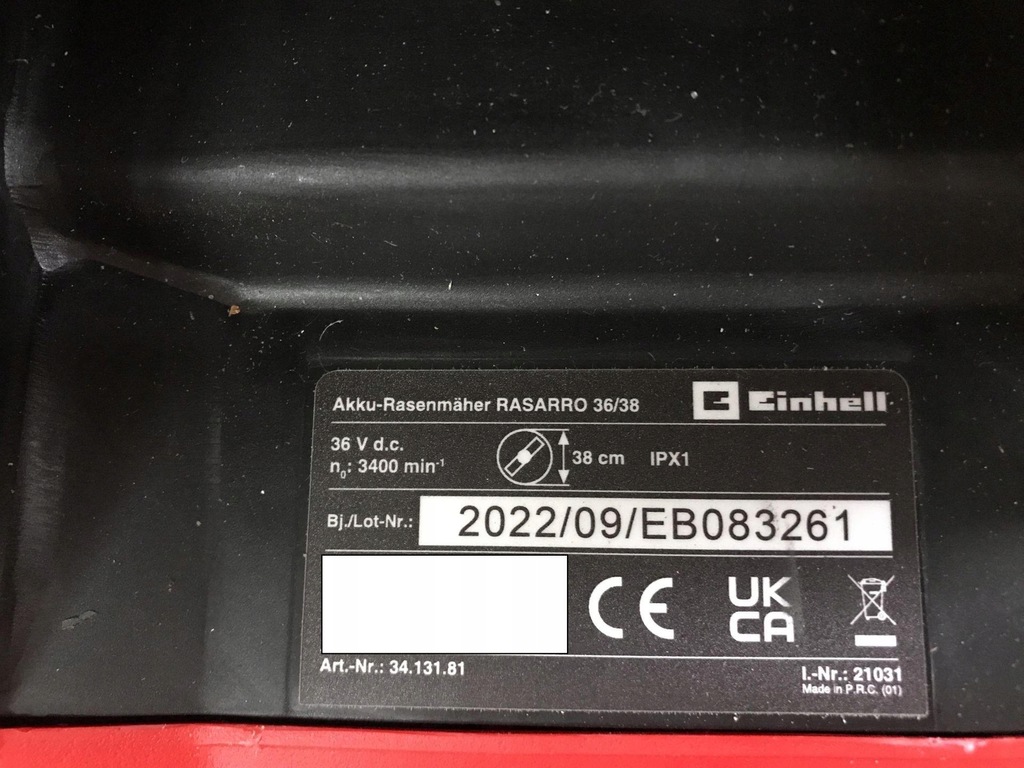 Akku-Rasenmäher RASARRO 36/38
Einhell
36 V d.c.
n₀: 3400 min⁻¹
38 cm
IPX1
Bj./Lot-Nr.: 2022/09/EB083261
CE
UK
CA
Art.-Nr.: 34.131.81
I.-Nr.: 21031
Made in P.R.C. (01)